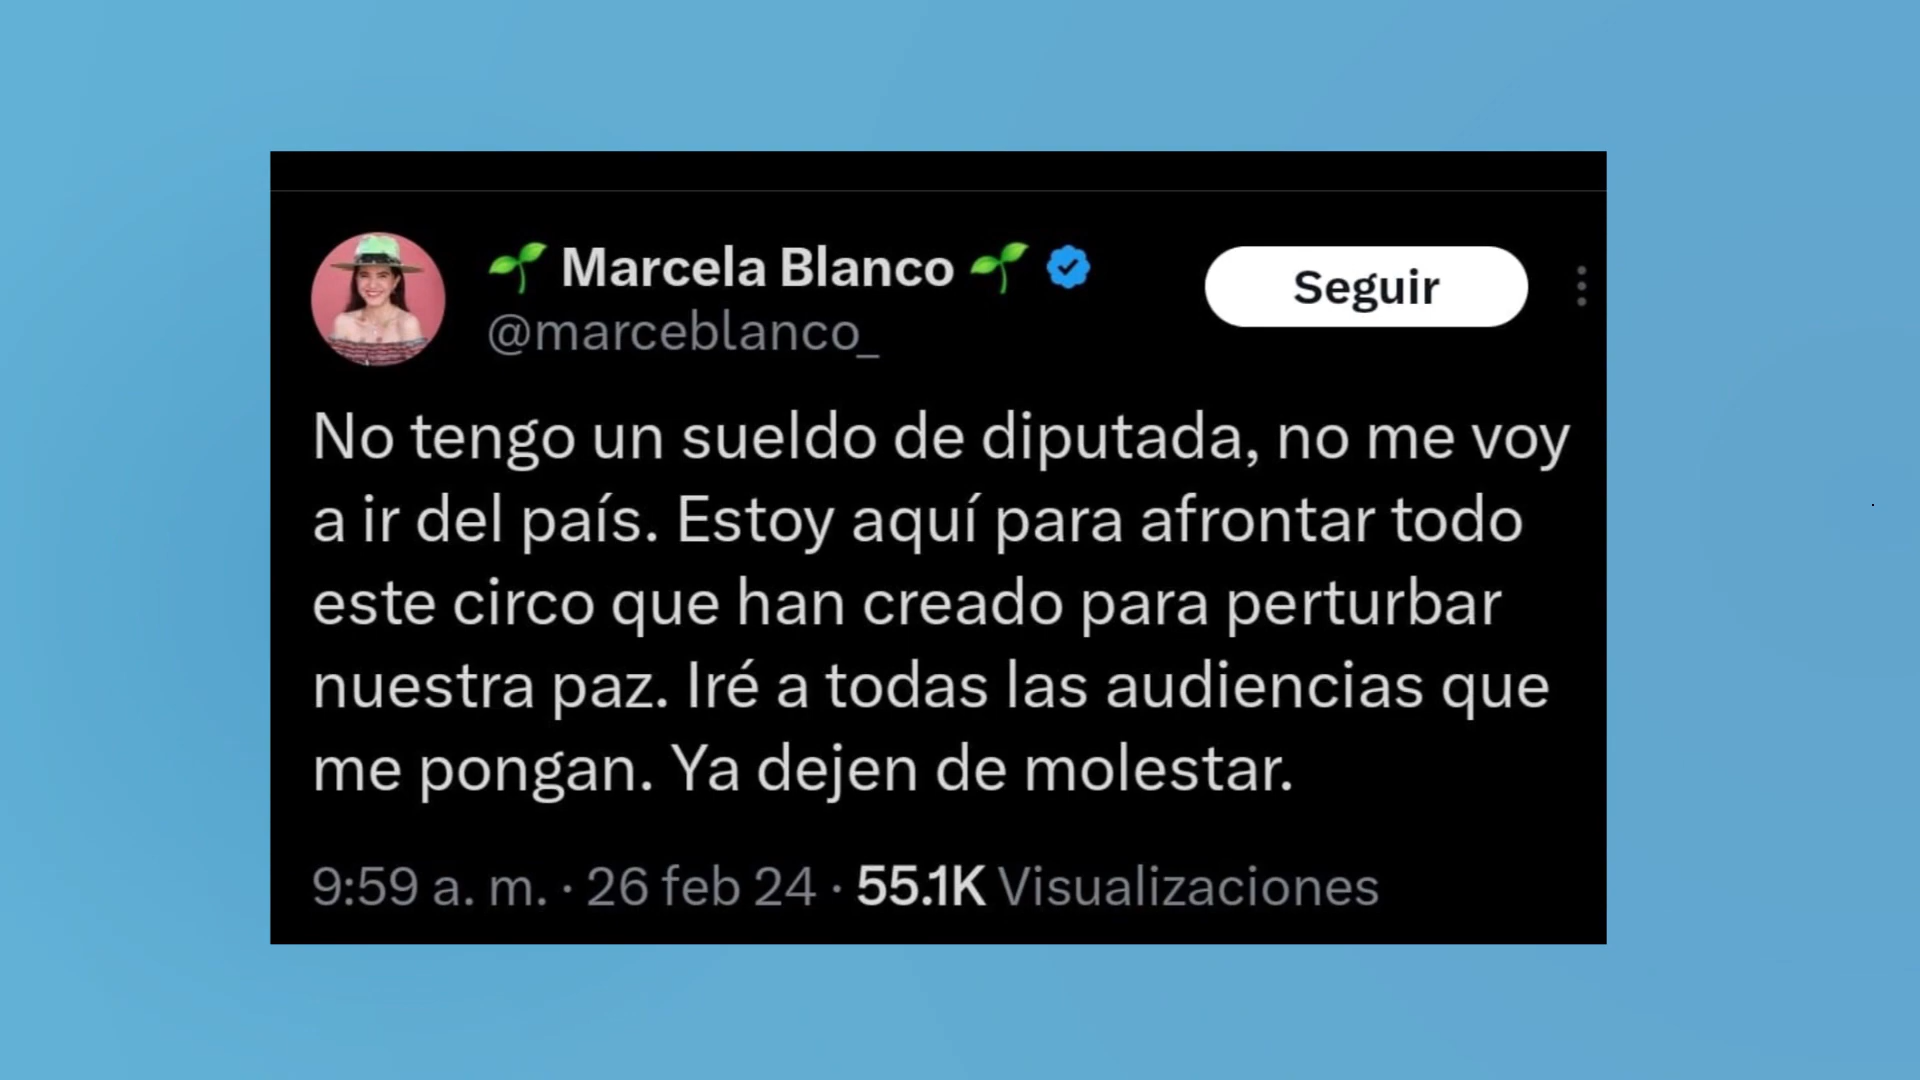 🌱 Marcela Blanco 🌱
@marceblanco_
Seguir
No tengo un sueldo de diputada, no me voy
a ir del país. Estoy aquí para afrontar todo
este circo que han creado para perturbar
nuestra paz. Iré a todas las audiencias que
me pongan. Ya dejen de molestar.
9:59 a. m. · 26 feb 24 · 55.1K Visualizaciones